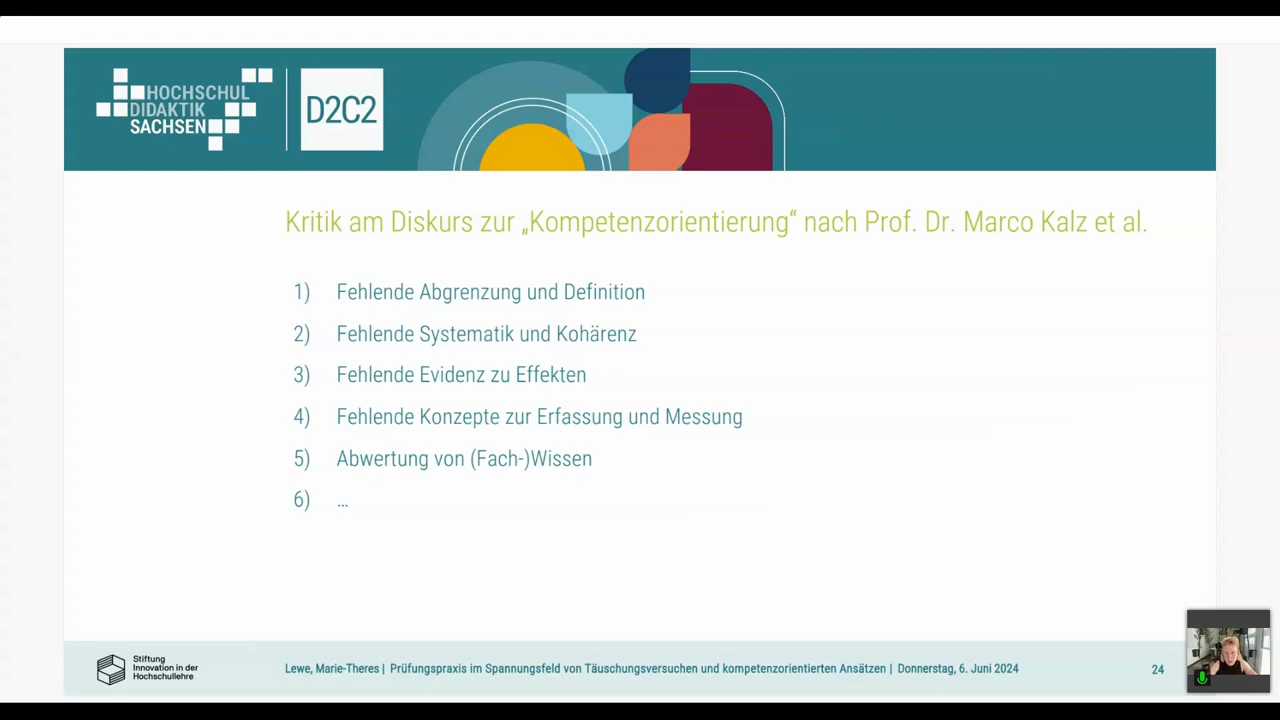 HOCHSCHUL
DIDAKTIK
SACHSEN
D2C2
Kritik am Diskurs zur „Kompetenzorientierung“ nach Prof. Dr. Marco Kalz et al.
1) Fehlende Abgrenzung und Definition
2) Fehlende Systematik und Kohärenz
3) Fehlende Evidenz zu Effekten
4) Fehlende Konzepte zur Erfassung und Messung
5) Abwertung von (Fach-)Wissen
6) ...
Stiftung
Innovation in der
Hochschullehre
Lewe, Marie-Theres | Prüfungspraxis im Spannungsfeld von Täuschungsversuchen und kompetenzorientierten Ansätzen | Donnerstag, 6. Juni 2024
24